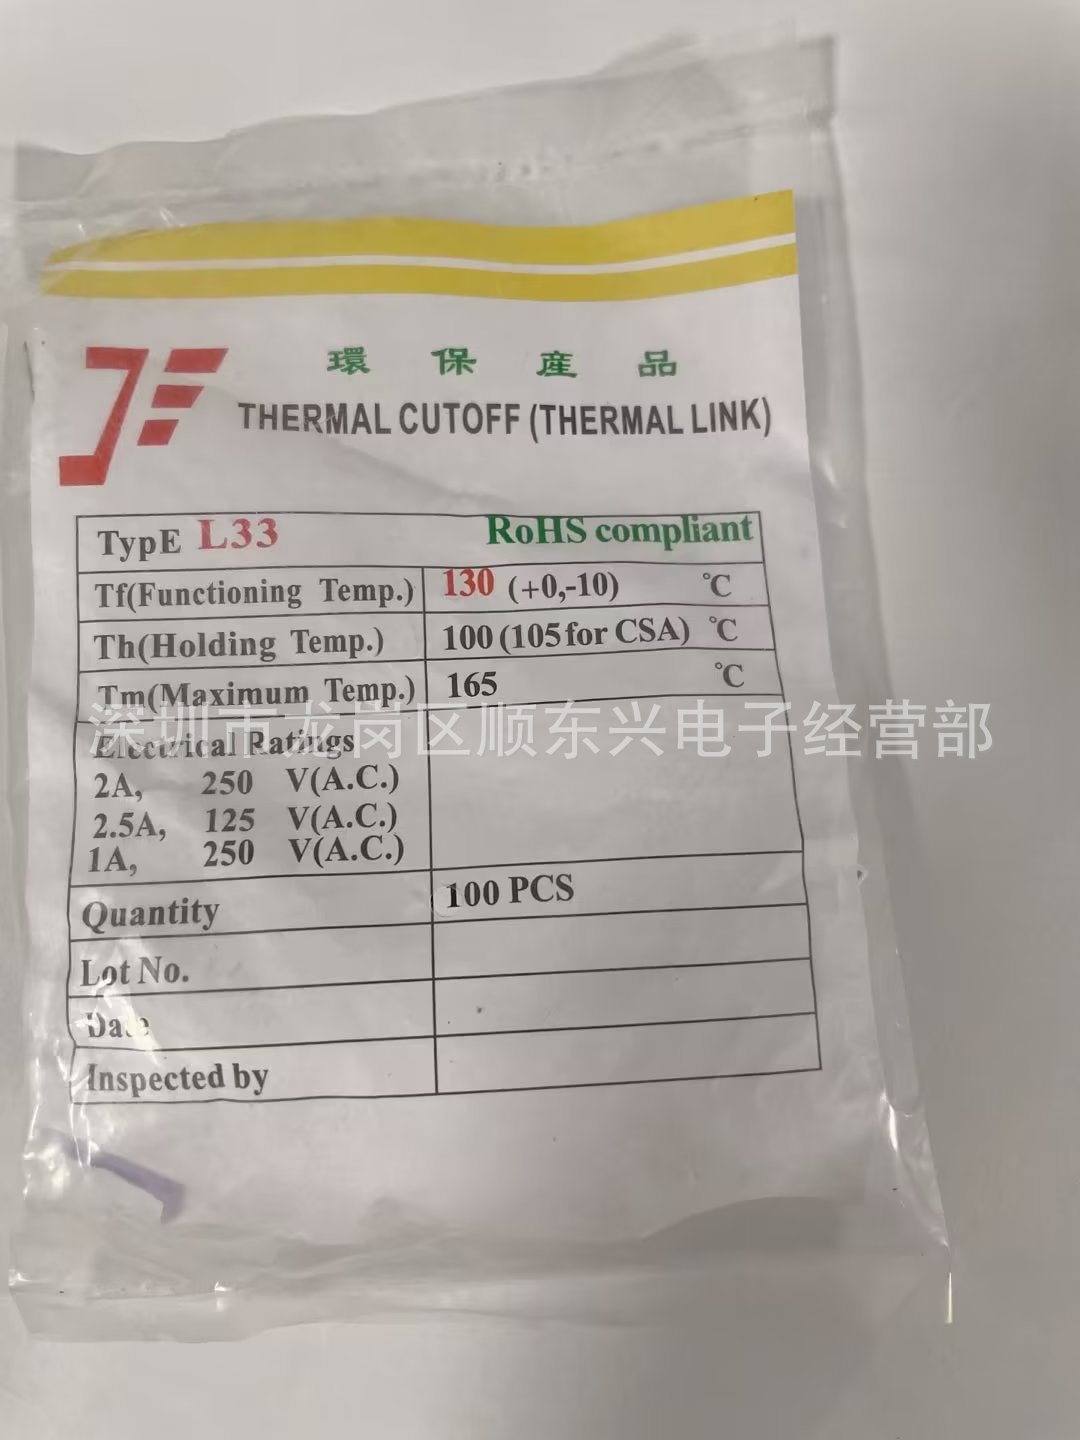 環 保 産 品
THERMAL CUTOFF (THERMAL LINK)
TypE L33 RoHS compliant
Tf(Functioning Temp.) 130 (+0,-10) ℃
Th(Holding Temp.) 100 (105 for CSA) ℃
Tm(Maximum Temp.) 165 ℃
深圳市龙岗区顺东兴电子经营部
Electrical Ratings
2A, 250 V(A.C.)
2.5A, 125 V(A.C.)
1A, 250 V(A.C.)
Quantity 100 PCS
Lot No.
Date
Inspected by